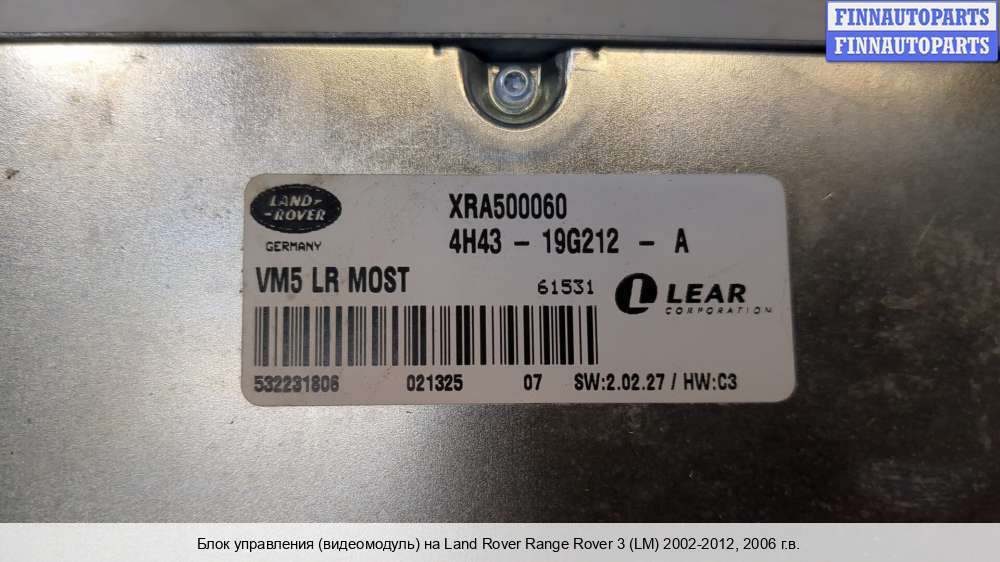 FINNAUTOPARTS
FINNAUTOPARTS
LAND-
-ROVER
GERMANY
XRA500060
4H43 - 19G212 - A
VM5 LR MOST
61531
LEAR
CORPORATION
532231806 021325 07 SW:2.02.27 / HW:C3
Блок управления (видеомодуль) на Land Rover Range Rover 3 (LM) 2002-2012, 2006 г.в.